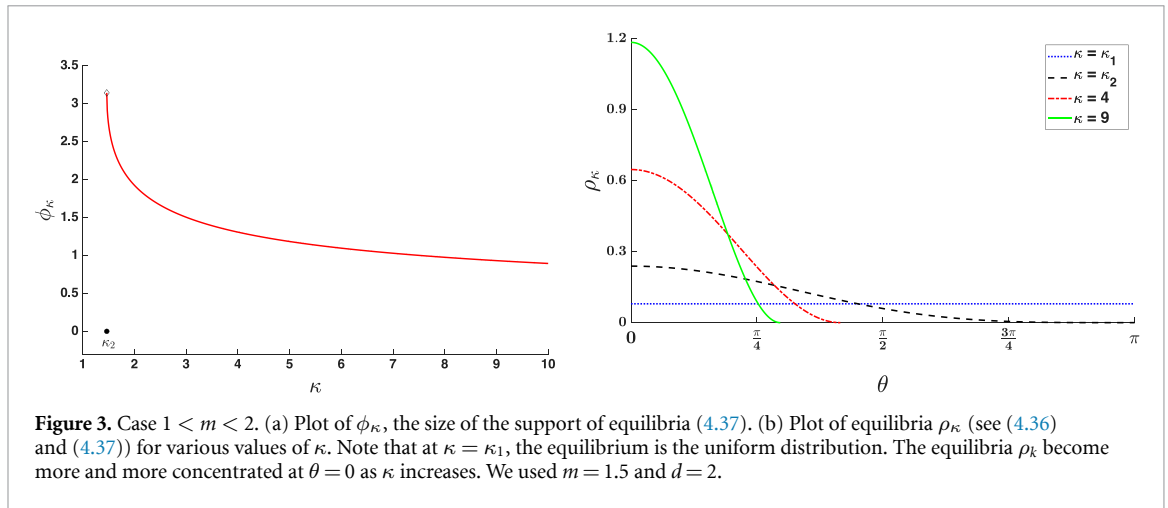 3.5
3
2.5
2
1.5
1
0.5
0
ϕκ
κ2
1 2 3 4 5 6 7 8 9 10
κ
1.2
0.9
0.6
0.3
0
ρκ
κ = κ1
κ = κ2
κ = 4
κ = 9
0 π/4 π/2 3π/4 π
θ
Figure 3. Case 1 < m < 2. (a) Plot of ϕκ, the size of the support of equilibria (4.37). (b) Plot of equilibria ρκ (see (4.36)
and (4.37)) for various values of κ. Note that at κ = κ1, the equilibrium is the uniform distribution. The equilibria ρk become
more and more concentrated at θ = 0 as κ increases. We used m = 1.5 and d = 2.